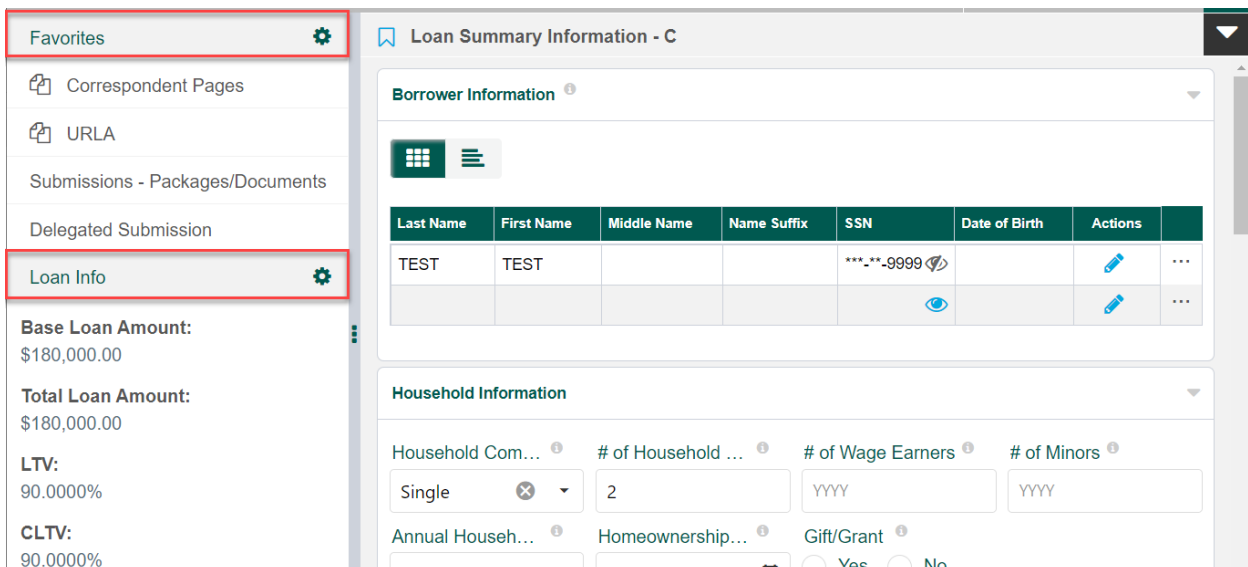 Favorites
Correspondent Pages
URLA
Submissions - Packages/Documents
Delegated Submission
Loan Info
Base Loan Amount:
$180,000.00
Total Loan Amount:
$180,000.00
LTV:
90.0000%
CLTV:
90.0000%
Loan Summary Information - C
Borrower Information
Last Name First Name Middle Name Name Suffix SSN Date of Birth Actions
TEST TEST ***-**-9999 ...
...
Household Information
Household Com... # of Household ... # of Wage Earners # of Minors
Single 2 YYYY YYYY
Annual Househ... Homeownership... Gift/Grant
Yes No